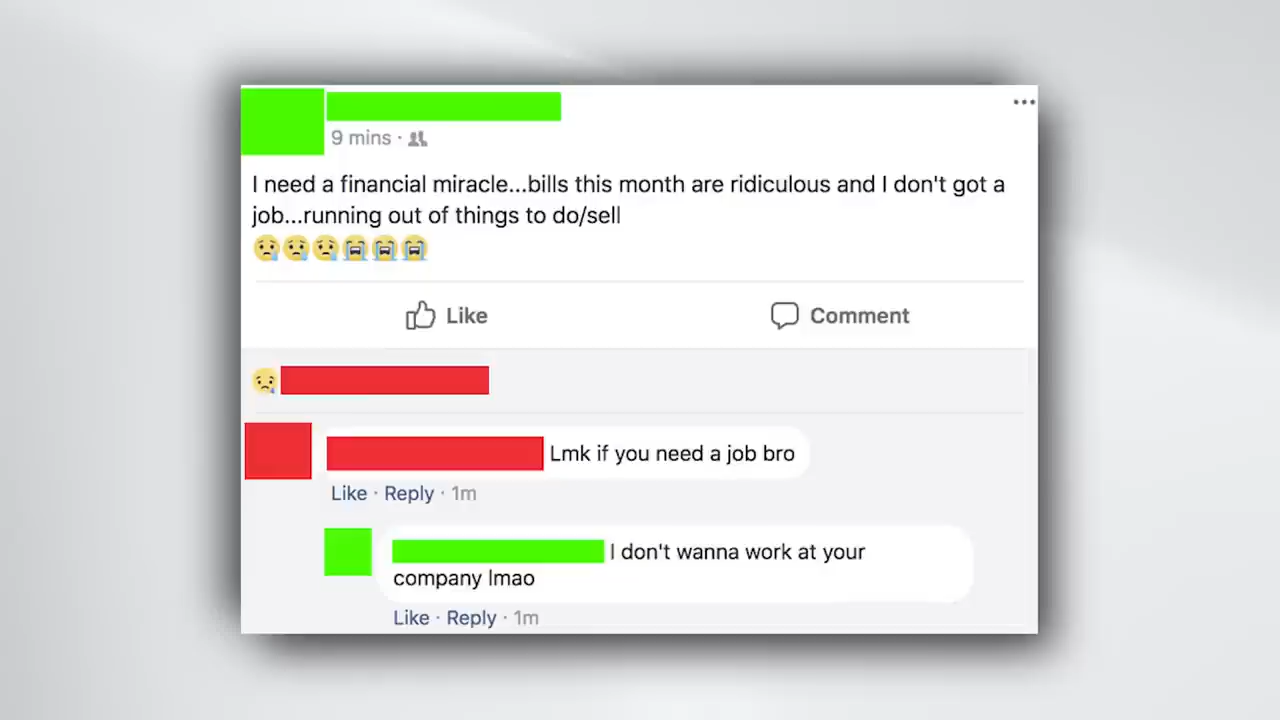 9 mins ·
I need a financial miracle...bills this month are ridiculous and I don't got a
job...running out of things to do/sell
😢😢😢😭😭😭
Like
Comment
Lmk if you need a job bro
Like · Reply · 1m
I don't wanna work at your
company lmao
Like · Reply · 1m